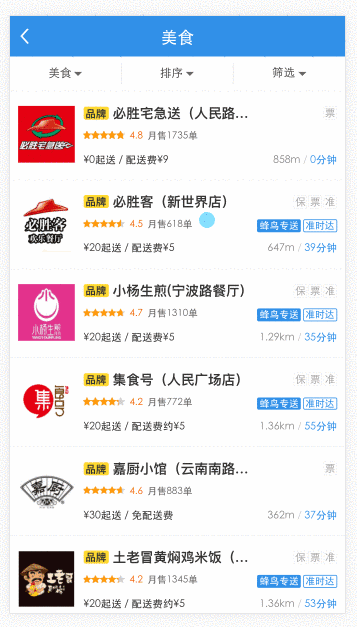 美食
美食 排序 筛选
必胜宅急送
品牌 必胜宅急送（人民路... 票
4.8 月售1735单
¥0起送 / 配送费¥9 858m / 0分钟
必胜客
欢乐餐厅
品牌 必胜客（新世界店） 保 票 准
4.5 月售618单 蜂鸟专送 准时达
¥20起送 / 配送费¥5 647m / 39分钟
小杨生煎
品牌 小杨生煎(宁波路餐厅) 保 票 准
4.7 月售1310单 蜂鸟专送 准时达
¥20起送 / 配送费¥5 1.29km / 35分钟
集食号
品牌 集食号（人民广场店） 保 票 准
4.2 月售772单 蜂鸟专送 准时达
¥20起送 / 配送费约¥5 1.36km / 55分钟
嘉厨
品牌 嘉厨小馆（云南南路... 票
4.6 月售883单
¥30起送 / 免配送费 362m / 37分钟
土老冒
品牌 土老冒黄焖鸡米饭（... 保 票 准
4.2 月售1345单 蜂鸟专送 准时达
¥20起送 / 配送费约¥5 1.36km / 53分钟